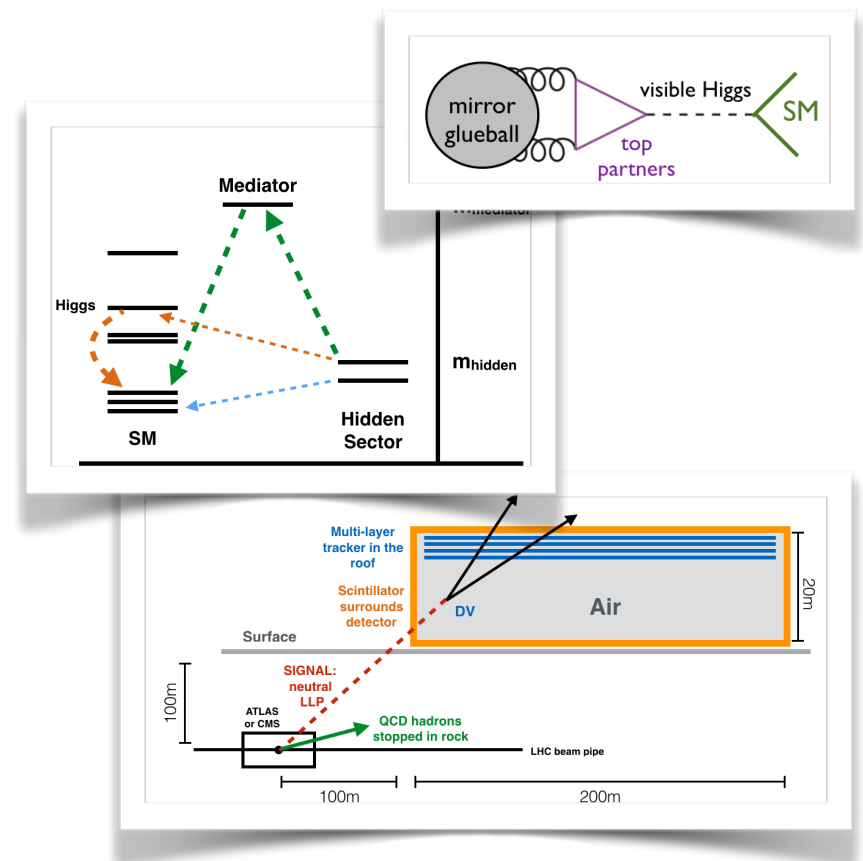 mirror
glueball
visible Higgs
SM
top
partners
Mediator
Higgs
mhidden
Hidden
Sector
SM
Multi-layer
tracker in the
roof
Scintillator
surrounds
detector
DV
Air
20m
Surface
SIGNAL:
neutral
LLP
100m
ATLAS
or CMS
QCD hadrons
stopped in rock
LHC beam pipe
100m
200m